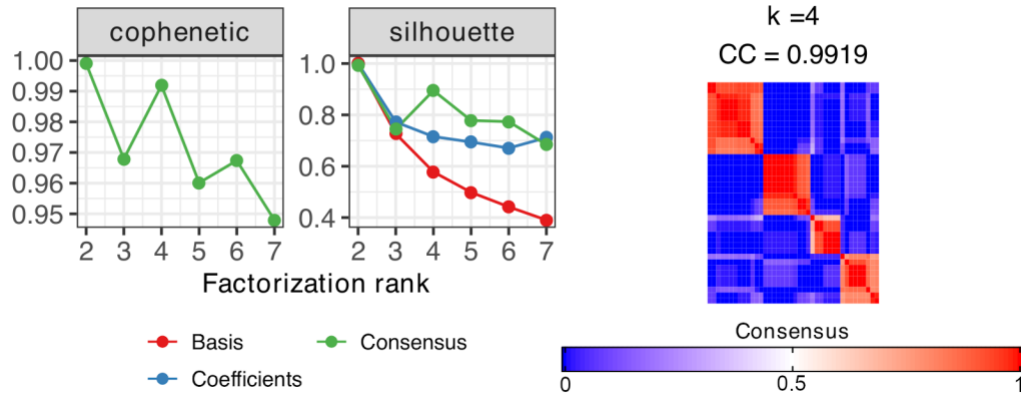 cophenetic
silhouette
1.00
0.99
0.98
0.97
0.96
0.95
2 3 4 5 6 7
1.0
0.8
0.6
0.4
2 3 4 5 6 7
Factorization rank
Basis
Consensus
Coefficients
k =4
CC = 0.9919
Consensus
0 0.5 1